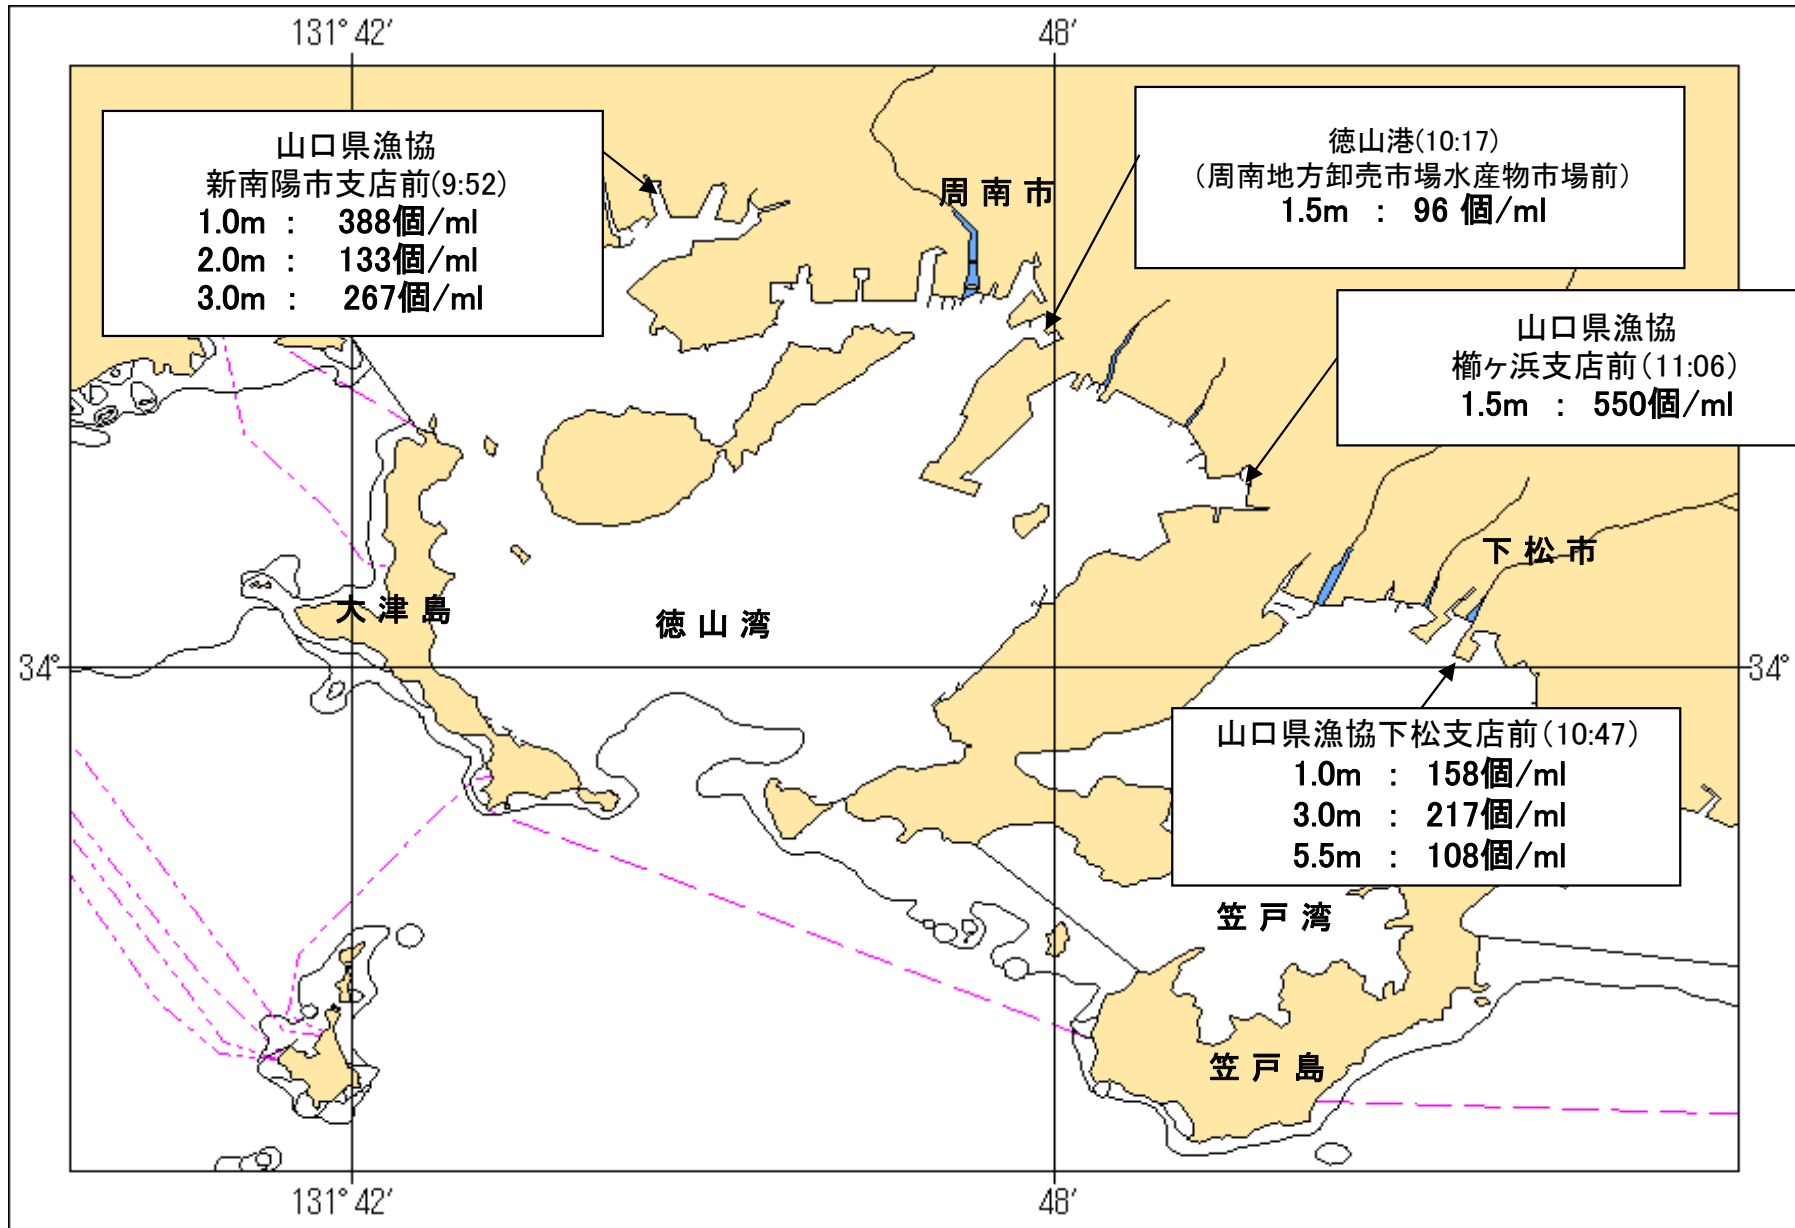 131°42′
48′
山口県漁協
新南陽市支店前(9:52)
1.0m : 388個/ml
2.0m : 133個/ml
3.0m : 267個/ml
徳山港(10:17)
(周南地方卸売市場水産物市場前)
1.5m : 96 個/ml
周南市
山口県漁協
櫛ヶ浜支店前(11:06)
1.5m : 550個/ml
下松市
大津島
徳山湾
34°
34°
山口県漁協下松支店前(10:47)
1.0m : 158個/ml
3.0m : 217個/ml
5.5m : 108個/ml
笠戸湾
笠戸島
131°42′
48′